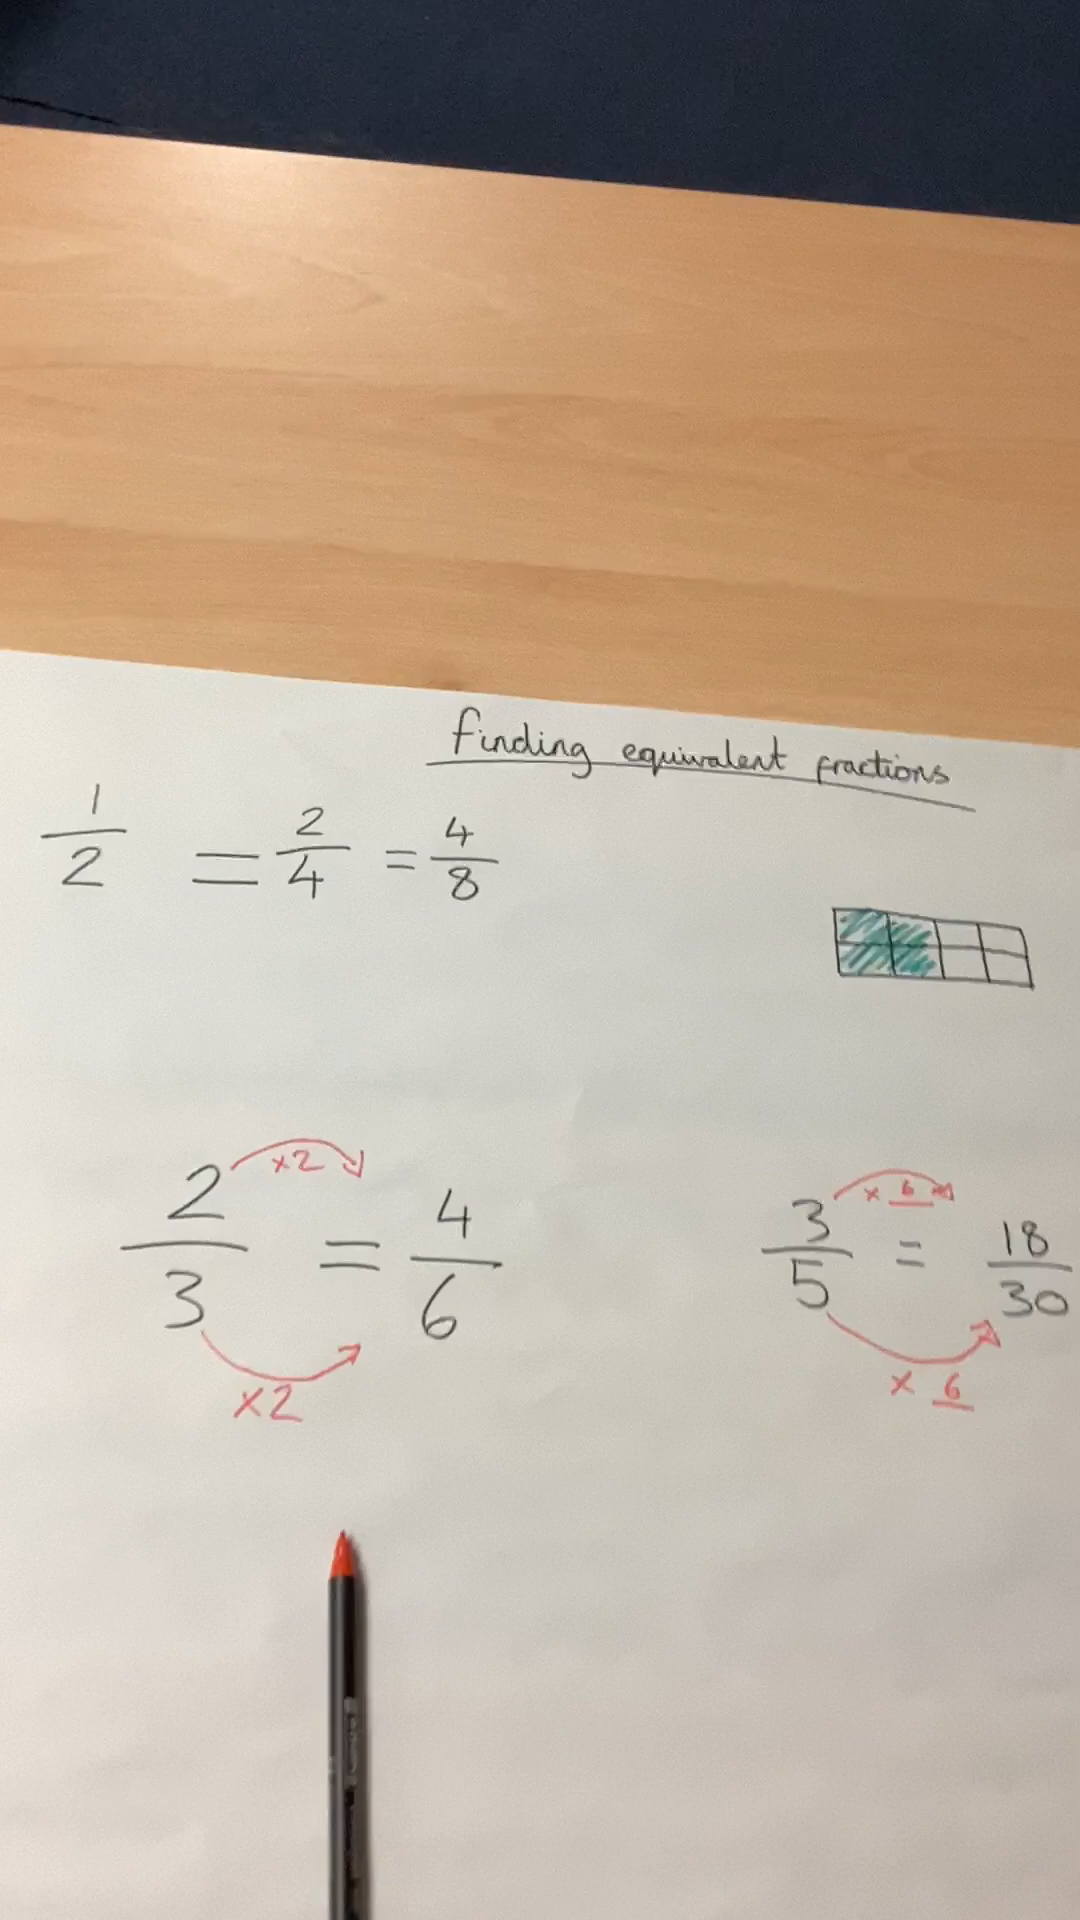 Finding equivalent fractions
1/2 = 2/4 = 4/8
×2
2/3 = 4/6
×2
× 6
3/5 = 18/30
× 6